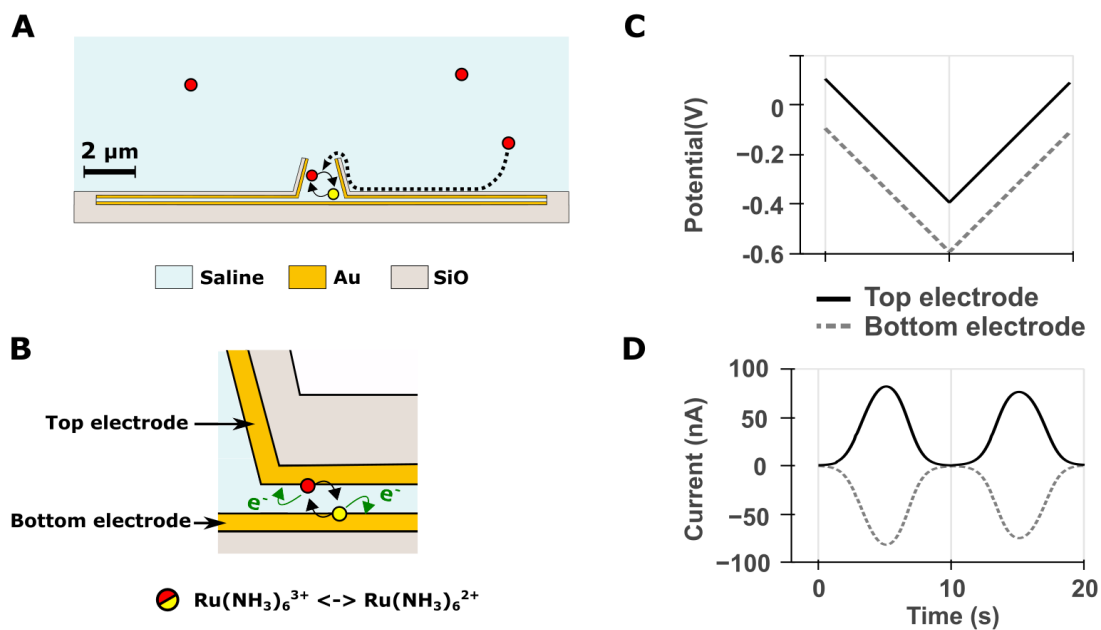 A
2 μm
Saline
Au
SiO
B
Top electrode
Bottom electrode
e⁻
e⁻
Ru(NH₃)₆³⁺ <-> Ru(NH₃)₆²⁺
C
Potential(V)
0
−0.2
-0.4
-0.6
Top electrode
Bottom electrode
D
Current (nA)
100
50
0
−50
−100
0
10
20
Time (s)